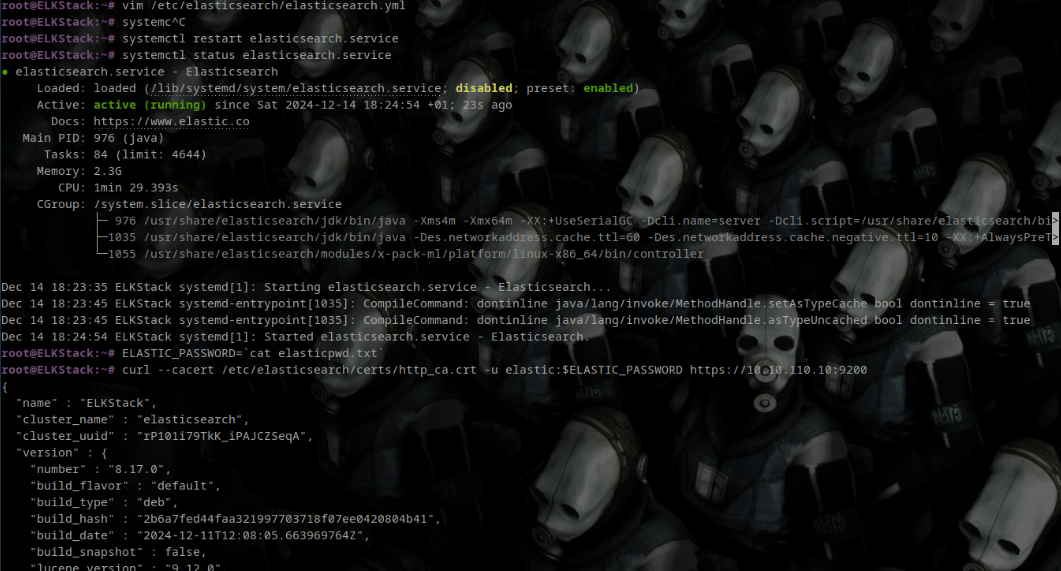 root@ELKStack:~# vim /etc/elasticsearch/elasticsearch.yml
root@ELKStack:~# systemc^C
root@ELKStack:~# systemctl restart elasticsearch.service
root@ELKStack:~# systemctl status elasticsearch.service
● elasticsearch.service - Elasticsearch
     Loaded: loaded (/lib/systemd/system/elasticsearch.service; disabled; preset: enabled)
     Active: active (running) since Sat 2024-12-14 18:24:54 +01; 23s ago
       Docs: https://www.elastic.co
   Main PID: 976 (java)
      Tasks: 84 (limit: 4644)
     Memory: 2.3G
        CPU: 1min 29.393s
     CGroup: /system.slice/elasticsearch.service
             ├─ 976 /usr/share/elasticsearch/jdk/bin/java -Xms4m -Xmx64m -XX:+UseSerialGC -Dcli.name=server -Dcli.script=/usr/share/elasticsearch/bi>
             ├─1035 /usr/share/elasticsearch/jdk/bin/java -Des.networkaddress.cache.ttl=60 -Des.networkaddress.cache.negative.ttl=10 -XX:+AlwaysPreT>
             └─1055 /usr/share/elasticsearch/modules/x-pack-ml/platform/linux-x86_64/bin/controller
Dec 14 18:23:35 ELKStack systemd[1]: Starting elasticsearch.service - Elasticsearch...
Dec 14 18:23:45 ELKStack systemd-entrypoint[1035]: CompileCommand: dontinline java/lang/invoke/MethodHandle.setAsTypeCache bool dontinline = true
Dec 14 18:23:45 ELKStack systemd-entrypoint[1035]: CompileCommand: dontinline java/lang/invoke/MethodHandle.asTypeUncached bool dontinline = true
Dec 14 18:24:54 ELKStack systemd[1]: Started elasticsearch.service - Elasticsearch.
root@ELKStack:~# ELASTIC_PASSWORD=`cat elasticpwd.txt`
root@ELKStack:~# curl --cacert /etc/elasticsearch/certs/http_ca.crt -u elastic:$ELASTIC_PASSWORD https://10.10.110.10:9200
{
  "name" : "ELKStack",
  "cluster_name" : "elasticsearch",
  "cluster_uuid" : "rP101i79TkK_iPAJCZSeqA",
  "version" : {
    "number" : "8.17.0",
    "build_flavor" : "default",
    "build_type" : "deb",
    "build_hash" : "2b6a7fed44faa321997703718f07ee0420804b41",
    "build_date" : "2024-12-11T12:08:05.663969764Z",
    "build_snapshot" : false,
    "lucene_version" : "9.12.0",